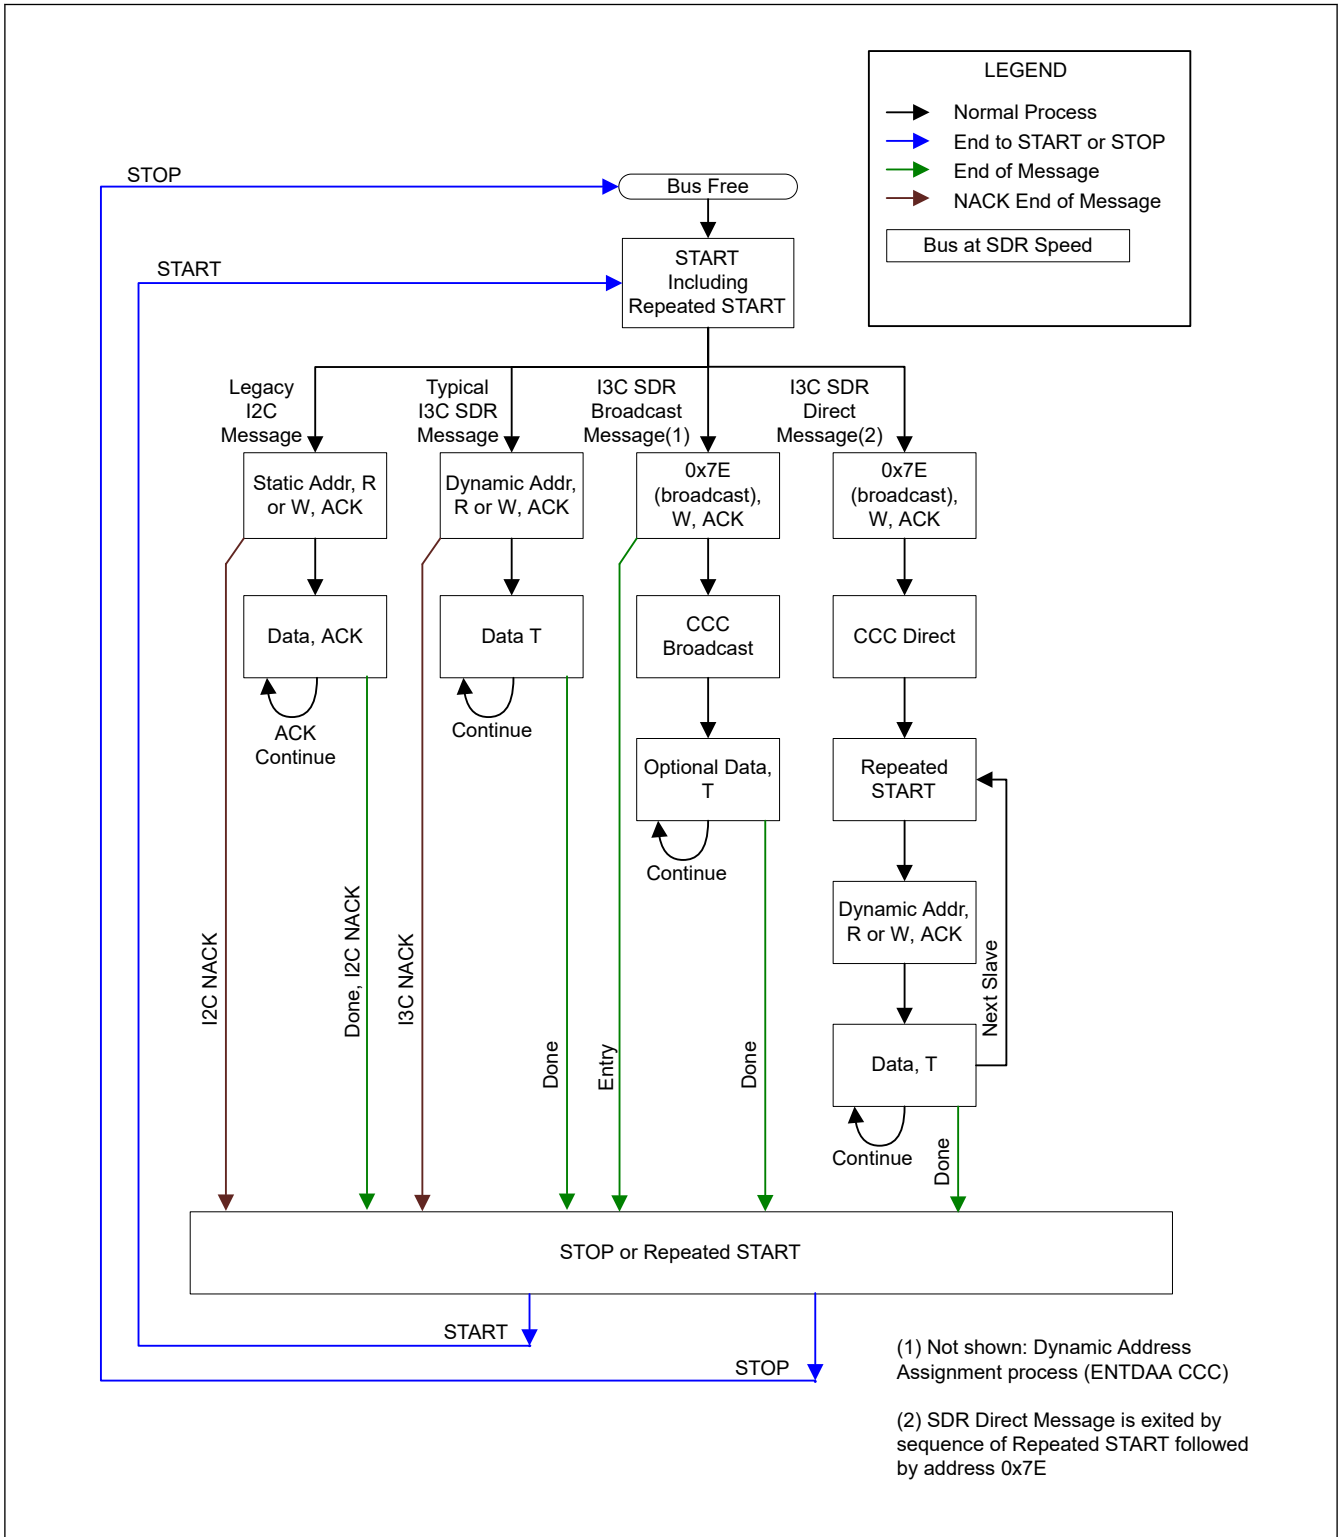 LEGEND
Normal Process
End to START or STOP
End of Message
NACK End of Message
Bus at SDR Speed
STOP
Bus Free
START
START
Including
Repeated START
Legacy
I2C
Message
Typical
I3C SDR
Message
I3C SDR
Broadcast
Message(1)
I3C SDR
Direct
Message(2)
Static Addr, R
or W, ACK
Dynamic Addr,
R or W, ACK
0x7E
(broadcast),
W, ACK
0x7E
(broadcast),
W, ACK
Data, ACK
Data T
CCC
Broadcast
CCC Direct
ACK
Continue
Continue
Optional Data,
T
Repeated
START
Continue
Dynamic Addr,
R or W, ACK
Next Slave
I2C NACK
Done, I2C NACK
I3C NACK
Done
Entry
Done
Data, T
Continue
Done
STOP or Repeated START
START
STOP
(1) Not shown: Dynamic Address
Assignment process (ENTDAA CCC)
(2) SDR Direct Message is exited by
sequence of Repeated START followed
by address 0x7E